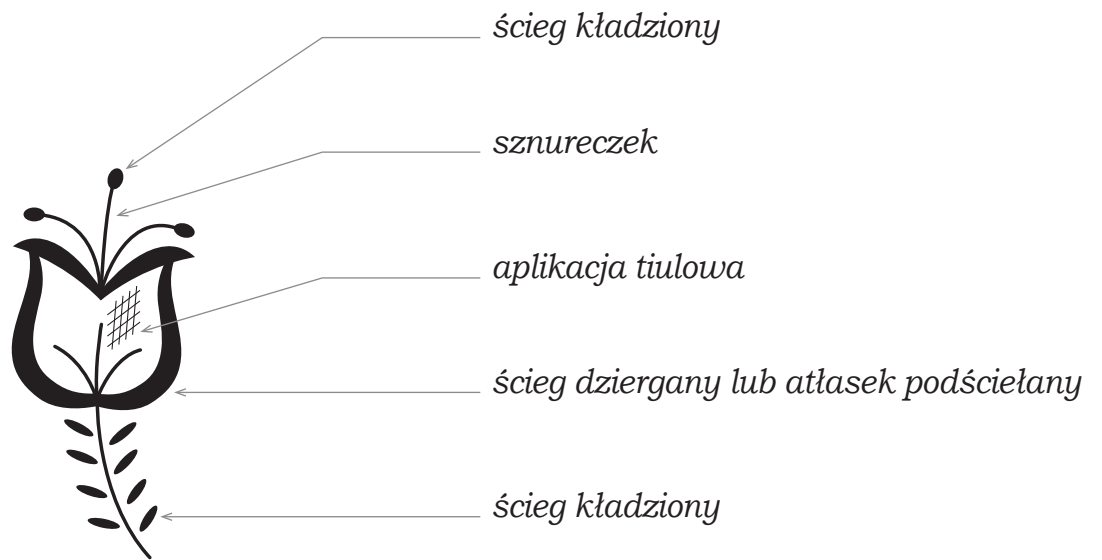 ścieg kładziony
sznureczek
aplikacja tiulowa
ścieg dziergany lub atłasek podściełany
ścieg kładziony